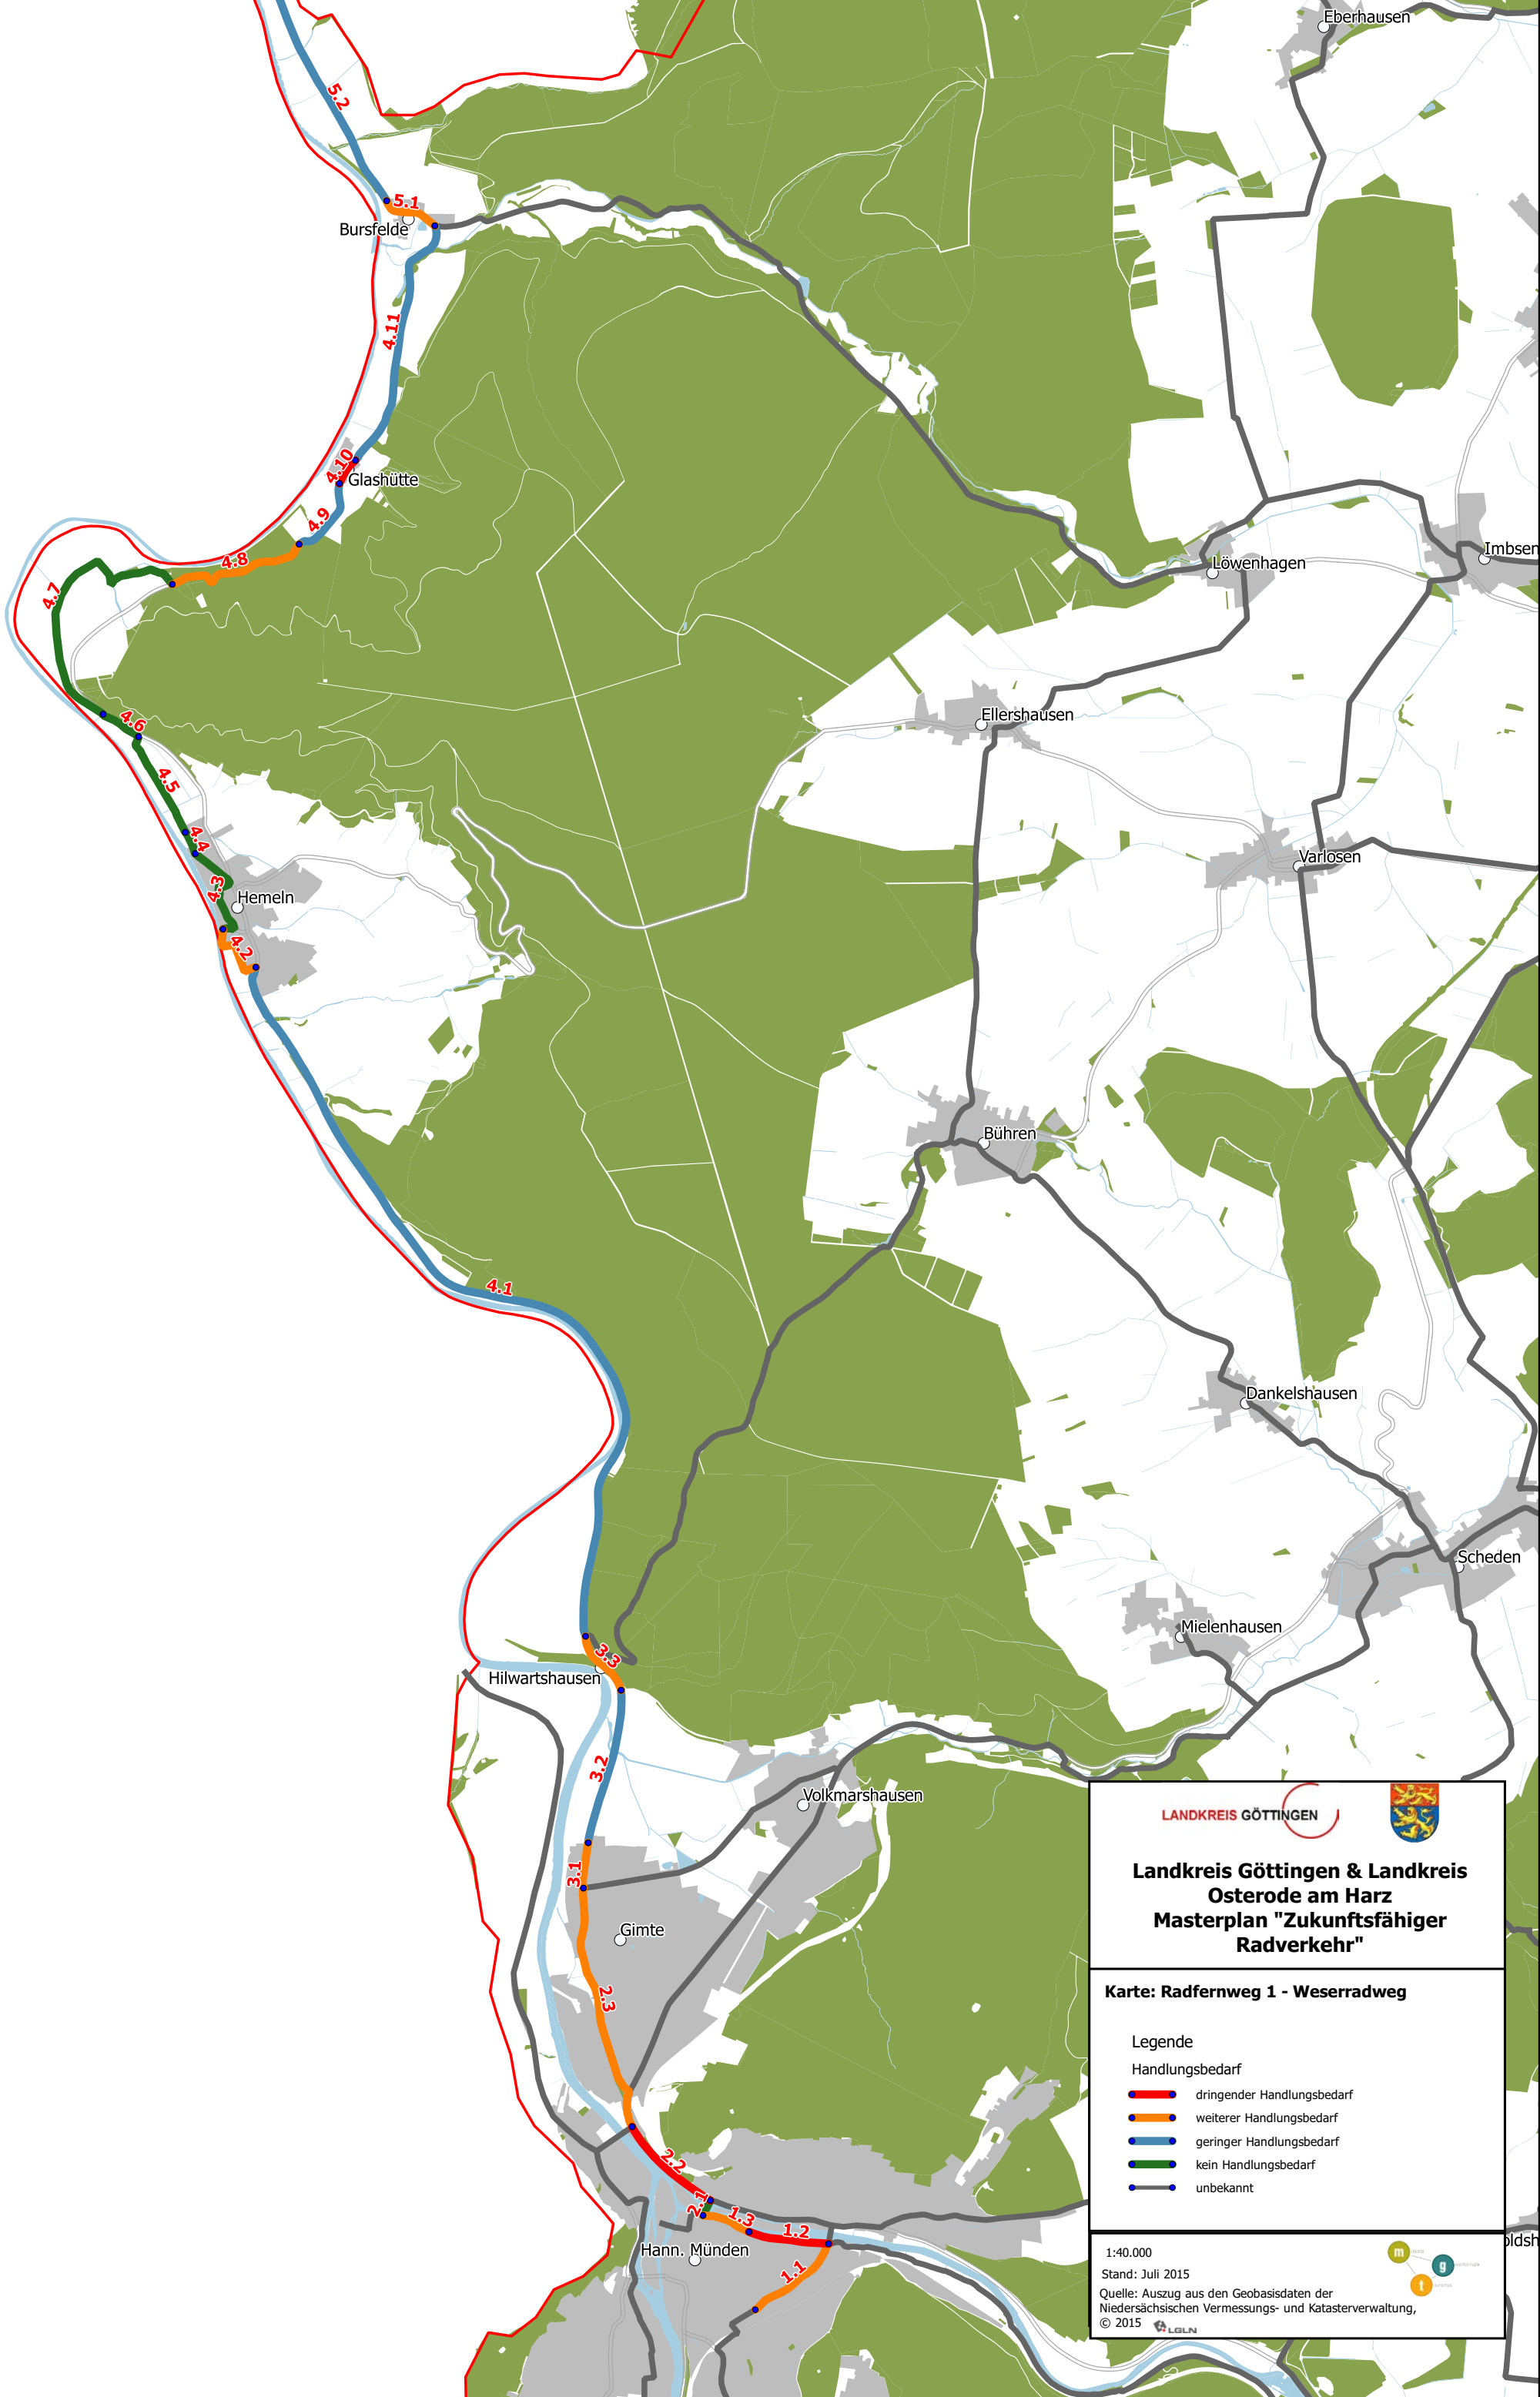 Eberhausen
5.2
5.1
Bursfelde
4.11
4.10
Glashütte
4.9
4.8
Imbsen
Löwenhagen
4.7
Ellershausen
4.6
4.5
4.4
Varlosen
4.3
Hemeln
4.2
Bühren
4.1
Dankelshausen
Scheden
Mielenhausen
3.3
Hilwartshausen
3.2
Volkmarshausen
3.1
Gimte
2.3
2.2
2.1
1.3
1.2
Hann. Münden
1.1
oldsh
LANDKREIS GÖTTINGEN
Landkreis Göttingen & Landkreis
Osterode am Harz
Masterplan "Zukunftsfähiger
Radverkehr"
Karte: Radfernweg 1 - Weserradweg
Legende
Handlungsbedarf
dringender Handlungsbedarf
weiterer Handlungsbedarf
geringer Handlungsbedarf
kein Handlungsbedarf
unbekannt
1:40.000
Stand: Juli 2015
Quelle: Auszug aus den Geobasisdaten der
Niedersächsischen Vermessungs- und Katasterverwaltung,
© 2015
LGLN
m
g
t